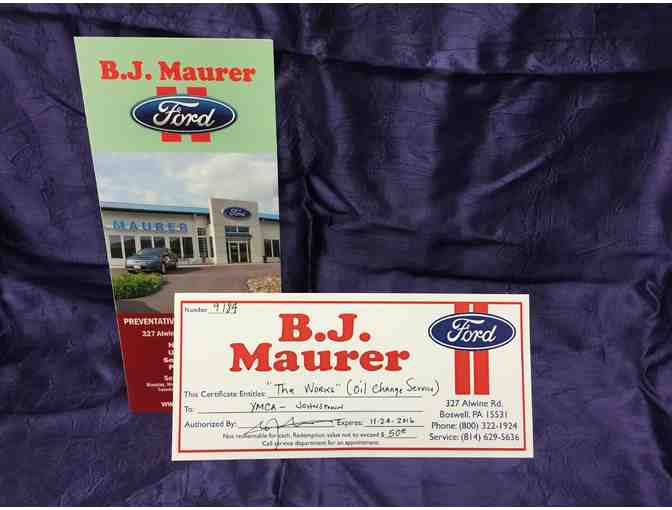 B.J. Maurer
Ford
MAURER
Ford
PREVENTATIVE
327 Alwine
Number 9184
B.J.
Maurer
Ford
This Certificate Entitles: "The Works" (Oil Change Service)
To: YMCA - Johnstown
Authorized By: Expires: 11-24-2016
Not redeemable for cash. Redemption value not to exceed $ 50.00
Call service department for an appointment.
327 Alwine Rd.
Boswell, PA 15531
Phone: (800) 322-1924
Service: (814) 629-5636